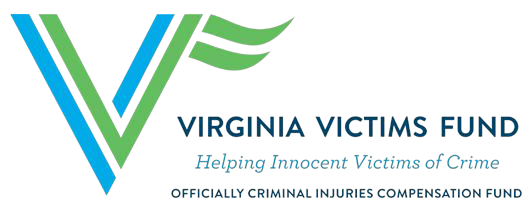 VIRGINIA VICTIMS FUND
Helping Innocent Victims of Crime
OFFICIALLY CRIMINAL INJURIES COMPENSATION FUND